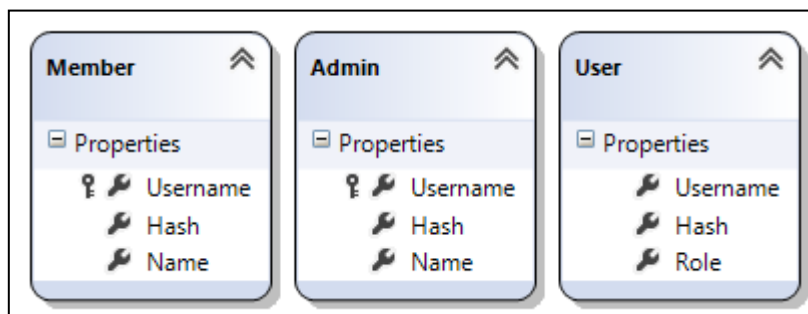 Member
Properties
Username
Hash
Name
Admin
Properties
Username
Hash
Name
User
Properties
Username
Hash
Role